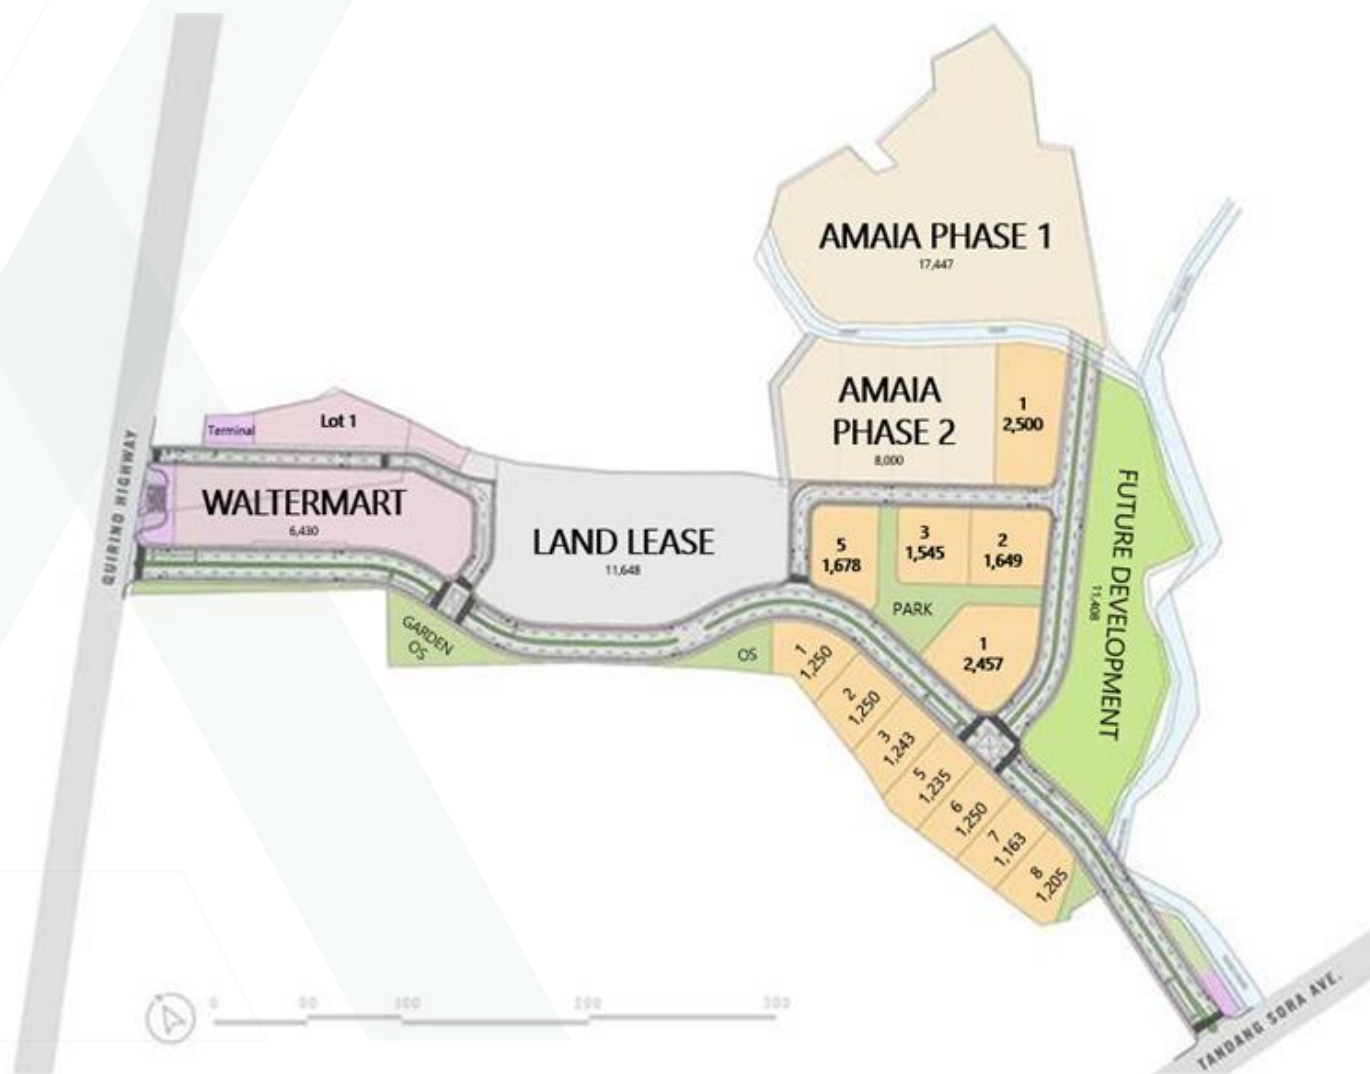 AMAIA PHASE 1
17,447
AMAIA
PHASE 2
8,000
1
2,500
Terminal
Lot 1
QUIRINO HIGHWAY
WALTERMART
6,430
LAND LEASE
11,648
5
1,678
3
1,545
2
1,649
FUTURE DEVELOPMENT
11,408
PARK
1
2,457
GARDEN
OS
OS
1
1,250
2
1,250
3
1,243
5
1,235
6
1,250
7
1,163
8
1,205
0
50
100
200
300
TANDANG SORA AVE.